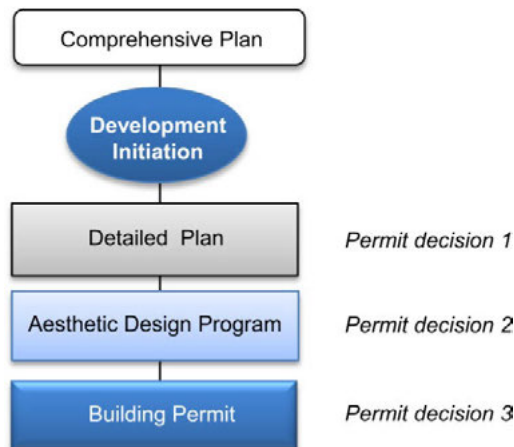 Comprehensive Plan
Development
Initiation
Detailed Plan
Permit decision 1
Aesthetic Design Program
Permit decision 2
Building Permit
Permit decision 3